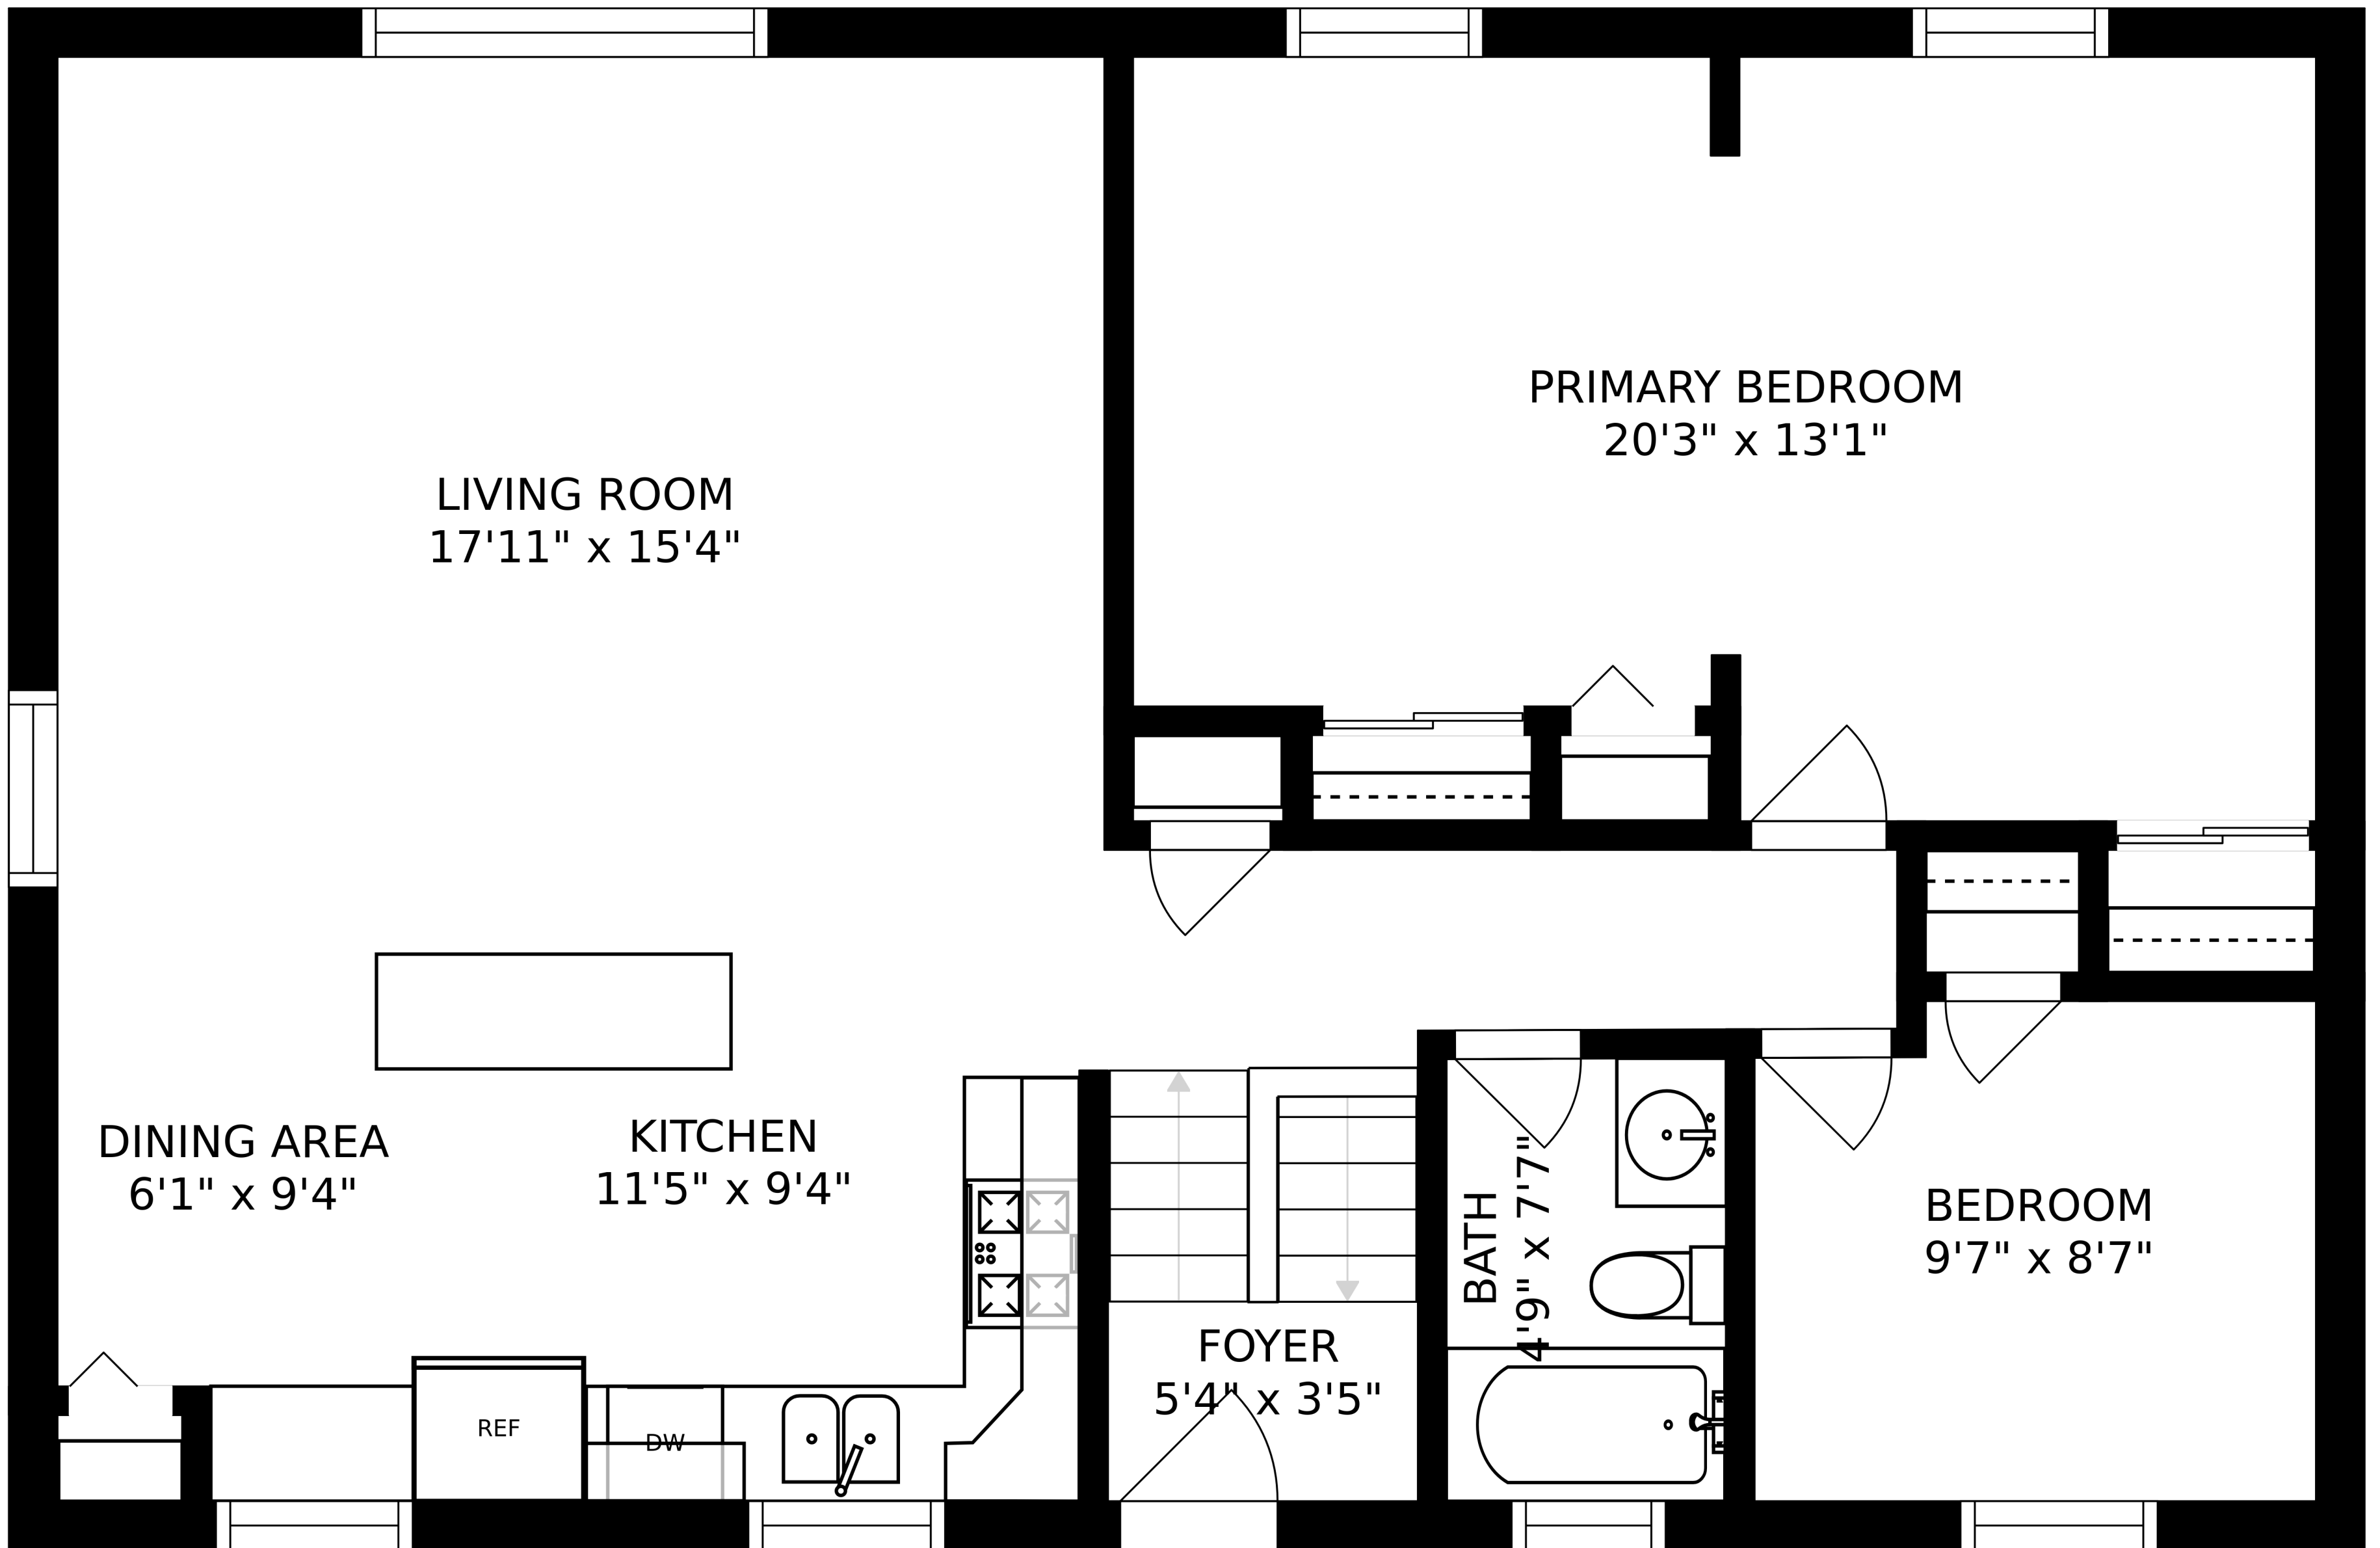 PRIMARY BEDROOM
20'3" x 13'1"
LIVING ROOM
17'11" x 15'4"
DINING AREA
6'1" x 9'4"
KITCHEN
11'5" x 9'4"
BATH
4'9" x 7'7"
BEDROOM
9'7" x 8'7"
FOYER
5'4" x 3'5"
REF
DW